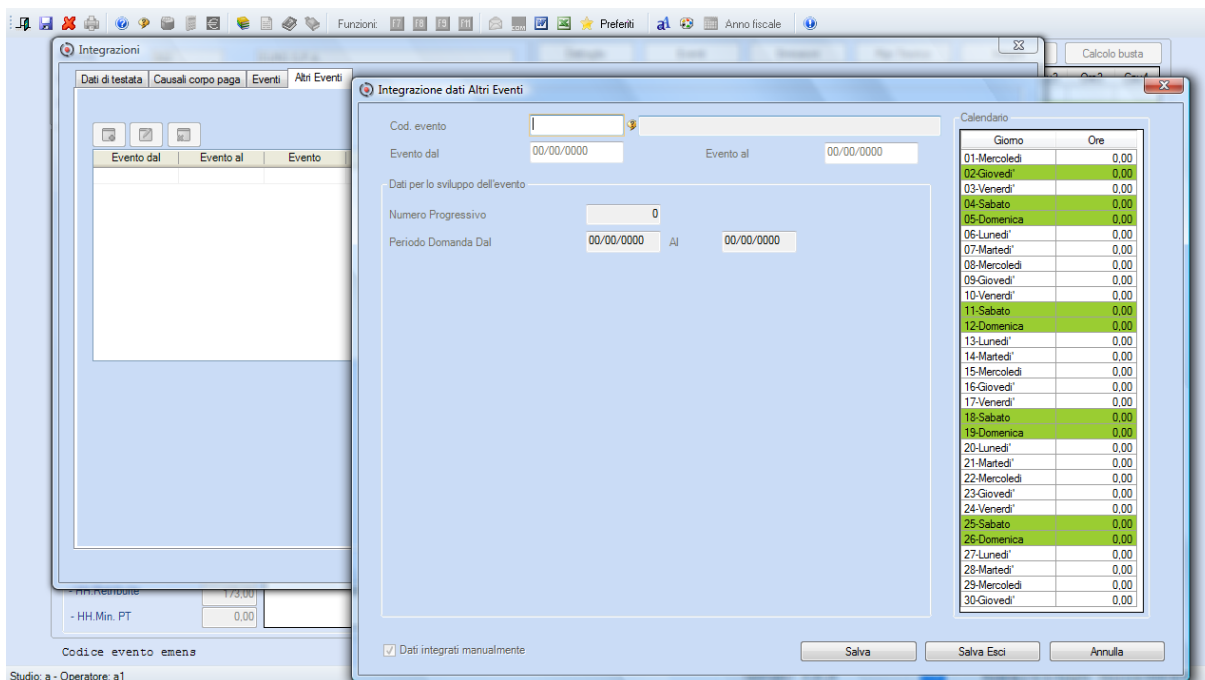 Funzioni: F7 F8 F9 F10 F11 Preferiti a1 Anno fiscale
Integrazioni
Calcolo busta
Dati di testata Causali corpo paga Eventi Altri Eventi
Evento dal Evento al Evento
Integrazione dati Altri Eventi
Cod. evento
Evento dal 00/00/0000 Evento al 00/00/0000
Dati per lo sviluppo dell'evento
Numero Progressivo 0
Periodo Domanda Dal 00/00/0000 Al 00/00/0000
Calendario
Giorno Ore
01-Mercoledi 0,00
02-Giovedi' 0,00
03-Venerdi' 0,00
04-Sabato 0,00
05-Domenica 0,00
06-Lunedi' 0,00
07-Martedi' 0,00
08-Mercoledi 0,00
09-Giovedi' 0,00
10-Venerdi' 0,00
11-Sabato 0,00
12-Domenica 0,00
13-Lunedi' 0,00
14-Martedi' 0,00
15-Mercoledi 0,00
16-Giovedi' 0,00
17-Venerdi' 0,00
18-Sabato 0,00
19-Domenica 0,00
20-Lunedi' 0,00
21-Martedi' 0,00
22-Mercoledi 0,00
23-Giovedi' 0,00
24-Venerdi' 0,00
25-Sabato 0,00
26-Domenica 0,00
27-Lunedi' 0,00
28-Martedi' 0,00
29-Mercoledi 0,00
30-Giovedi' 0,00
- HH.Retribuite 173,00
- HH.Min. PT 0,00
Dati integrati manualmente
Salva Salva Esci Annulla
Codice evento emens
Studio: a - Operatore: a1